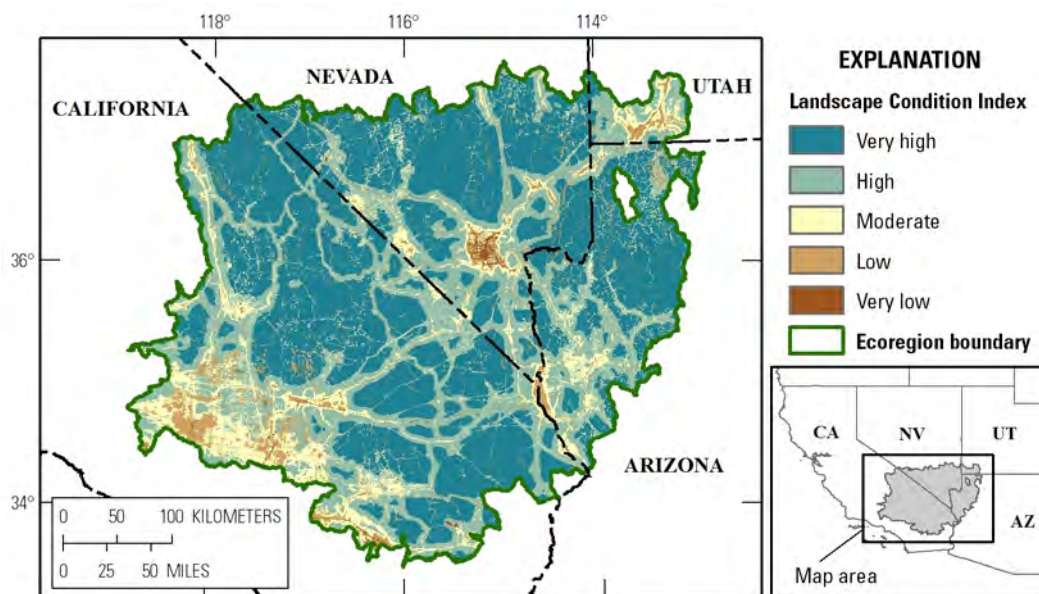 118°
116°
114°
NEVADA
UTAH
CALIFORNIA
36°
ARIZONA
34°
0 50 100 KILOMETERS
0 25 50 MILES
EXPLANATION
Landscape Condition Index
Very high
High
Moderate
Low
Very low
Ecoregion boundary
CA
NV
UT
AZ
Map area